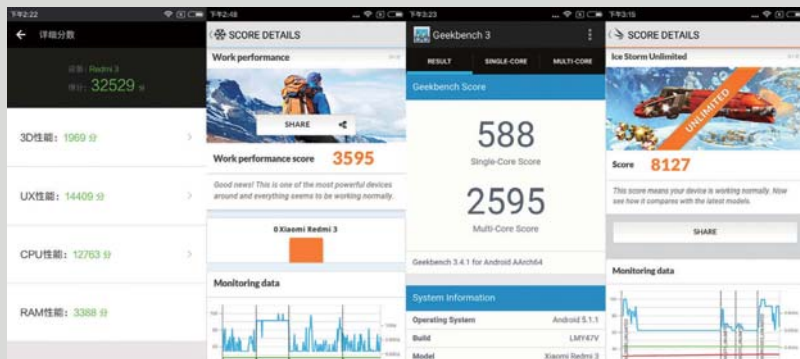 下午2:22
详细分数
设备: Redmi 3
得分: 32529 分
3D性能: 1969 分
UX性能: 14409 分
CPU性能: 12763 分
RAM性能: 3388 分
下午2:48
SCORE DETAILS
Work performance
SHARE
Work performance score 3595
Good news! This is one of the most powerful devices
around and everything seems to be working normally.
0 Xiaomi Redmi 3
Monitoring data
下午3:23
Geekbench 3
RESULT SINGLE-CORE MULTI-CORE
Geekbench Score
588
Single-Core Score
2595
Multi-Core Score
Geekbench 3.4.1 for Android AArch64
System Information
Operating System Android 5.1.1
Build LMY47V
Model Xiaomi Redmi 3
下午3:15
SCORE DETAILS
Ice Storm Unlimited
UNLIMITED
Score 8127
This score means your device is working normally. Now
see how it compares with the latest models.
SHARE
Monitoring data